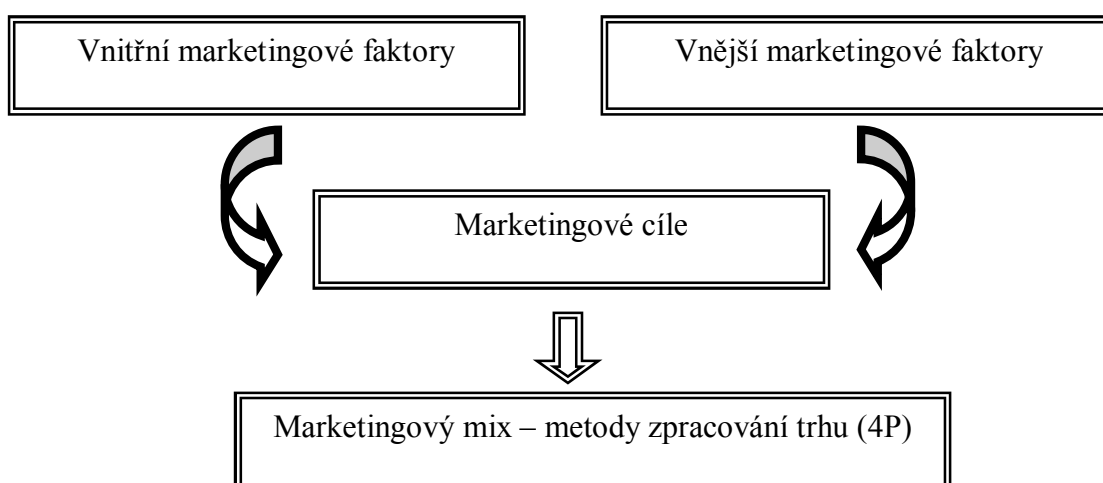 Vnitřní marketingové faktory
Vnější marketingové faktory
Marketingové cíle
Marketingový mix – metody zpracování trhu (4P)